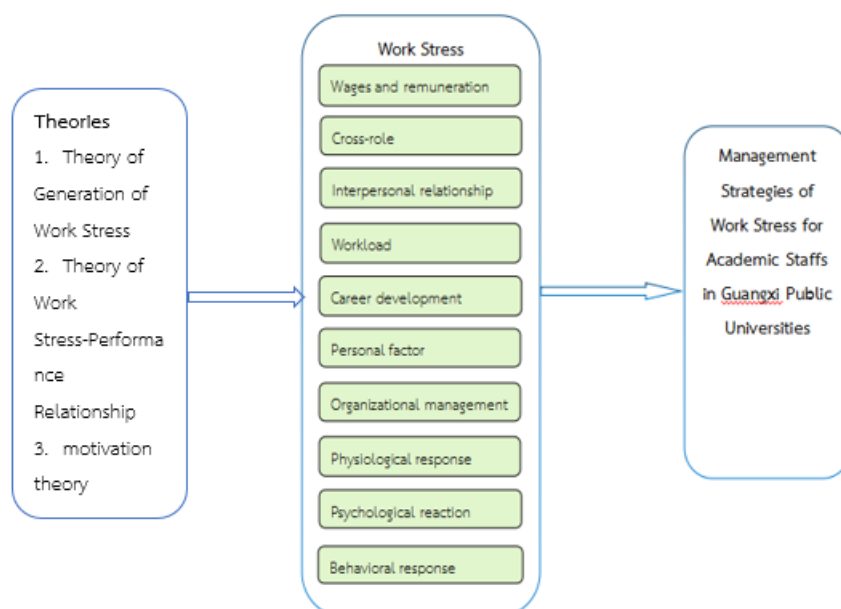 Theories
1. Theory of
Generation of
Work Stress
2. Theory of
Work
Stress-Performa
nce
Relationship
3. motivation
theory
Work Stress
Wages and remuneration
Cross-role
Interpersonal relationship
Workload
Career development
Personal factor
Organizational management
Physiological response
Psychological reaction
Behavioral response
Management
Strategies of
Work Stress for
Academic Staffs
in Guangxi Public
Universities